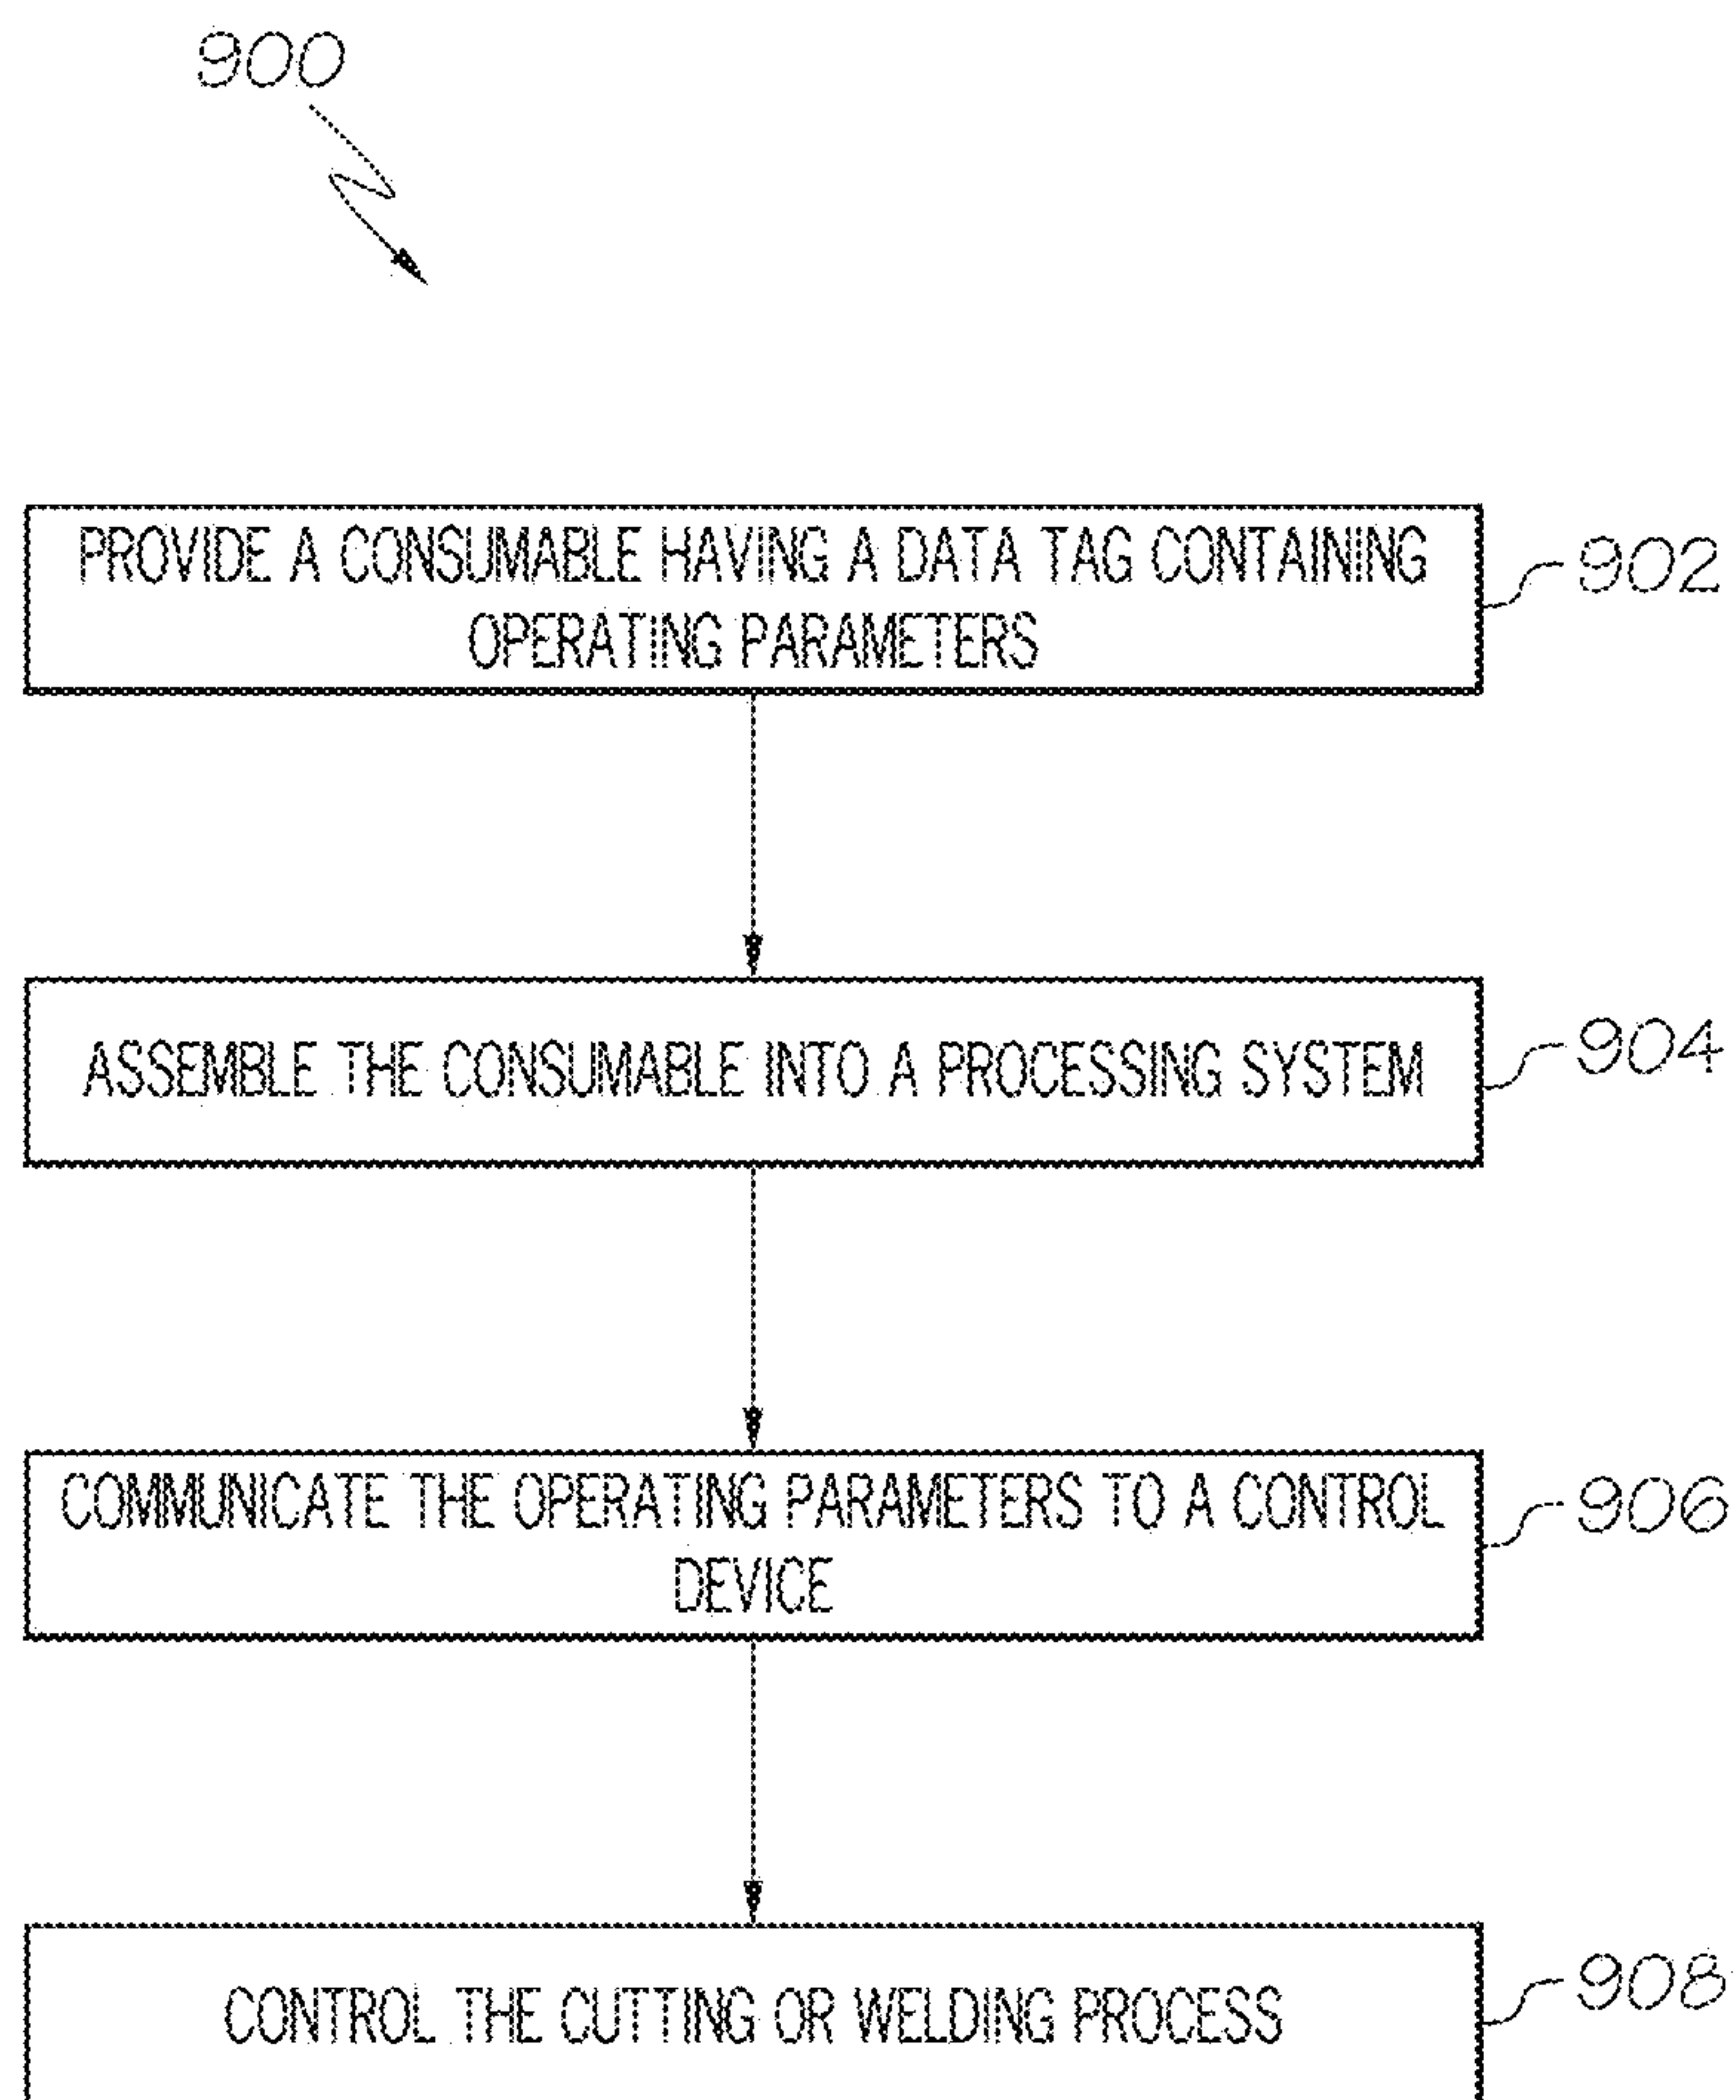 900
PROVIDE A CONSUMABLE HAVING A DATA TAG CONTAINING
OPERATING PARAMETERS
902
ASSEMBLE THE CONSUMABLE INTO A PROCESSING SYSTEM
904
COMMUNICATE THE OPERATING PARAMETERS TO A CONTROL
DEVICE
906
CONTROL THE CUTTING OR WELDING PROCESS
908